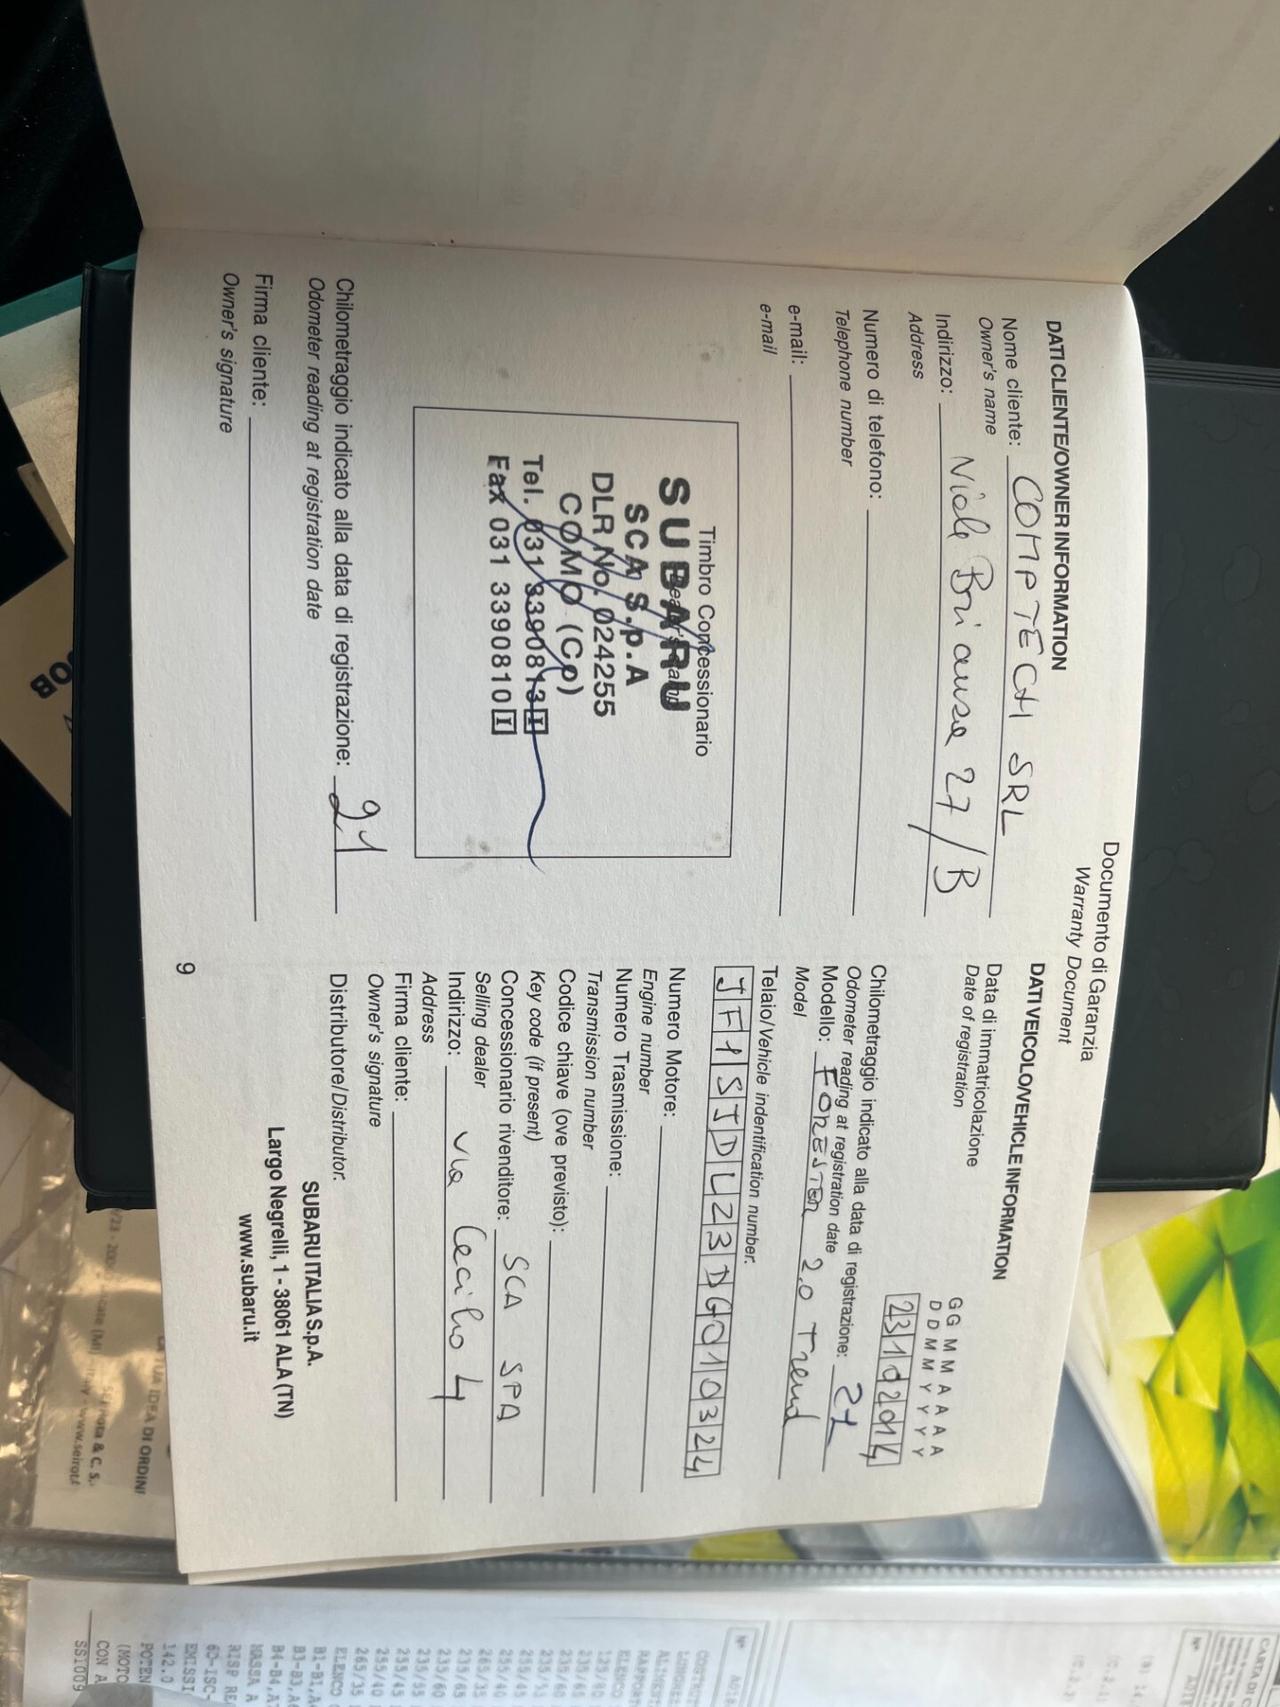 Documento di Garanzia
Warranty Document
DATI CLIENTE/OWNER INFORMATION
Nome cliente: COMPTECH SRL
Owner's name
Indirizzo: Viale Brianza 27/B
Address
Numero di telefono:
Telephone number
e-mail:
e-mail
Timbro Concessionario
SUBARU
SCA S.p.A
DLR No. 024255
COMO (Co)
Tel. 031 3390813
Fax 031 3390810
Chilometraggio indicato alla data di registrazione: 21
Odometer reading at registration date
Firma cliente:
Owner's signature
DATI VEICOLO/VEHICLE INFORMATION
GG MM AAAA
Data di immatricolazione
DD MM YYYY
Date of registration
23102014
Chilometraggio indicato alla data di registrazione: 21
Odometer reading at registration date
Modello: FORESTER 2.0 Trend
Model
Telaio/Vehicle indentification number.
JF1SJDL23DG010324
Numero Motore:
Engine number
Numero Trasmissione:
Transmission number
Codice chiave (ove previsto):
Key code (if present)
Concessionario rivenditore: SCA SPA
Selling dealer
Indirizzo: via Cecilio 4
Address
Firma cliente:
Owner's signature
Distributore/Distributor.
SUBARU ITALIA S.p.A.
Largo Negrelli, 1 - 38061 ALA (TN)
www.subaru.it
9